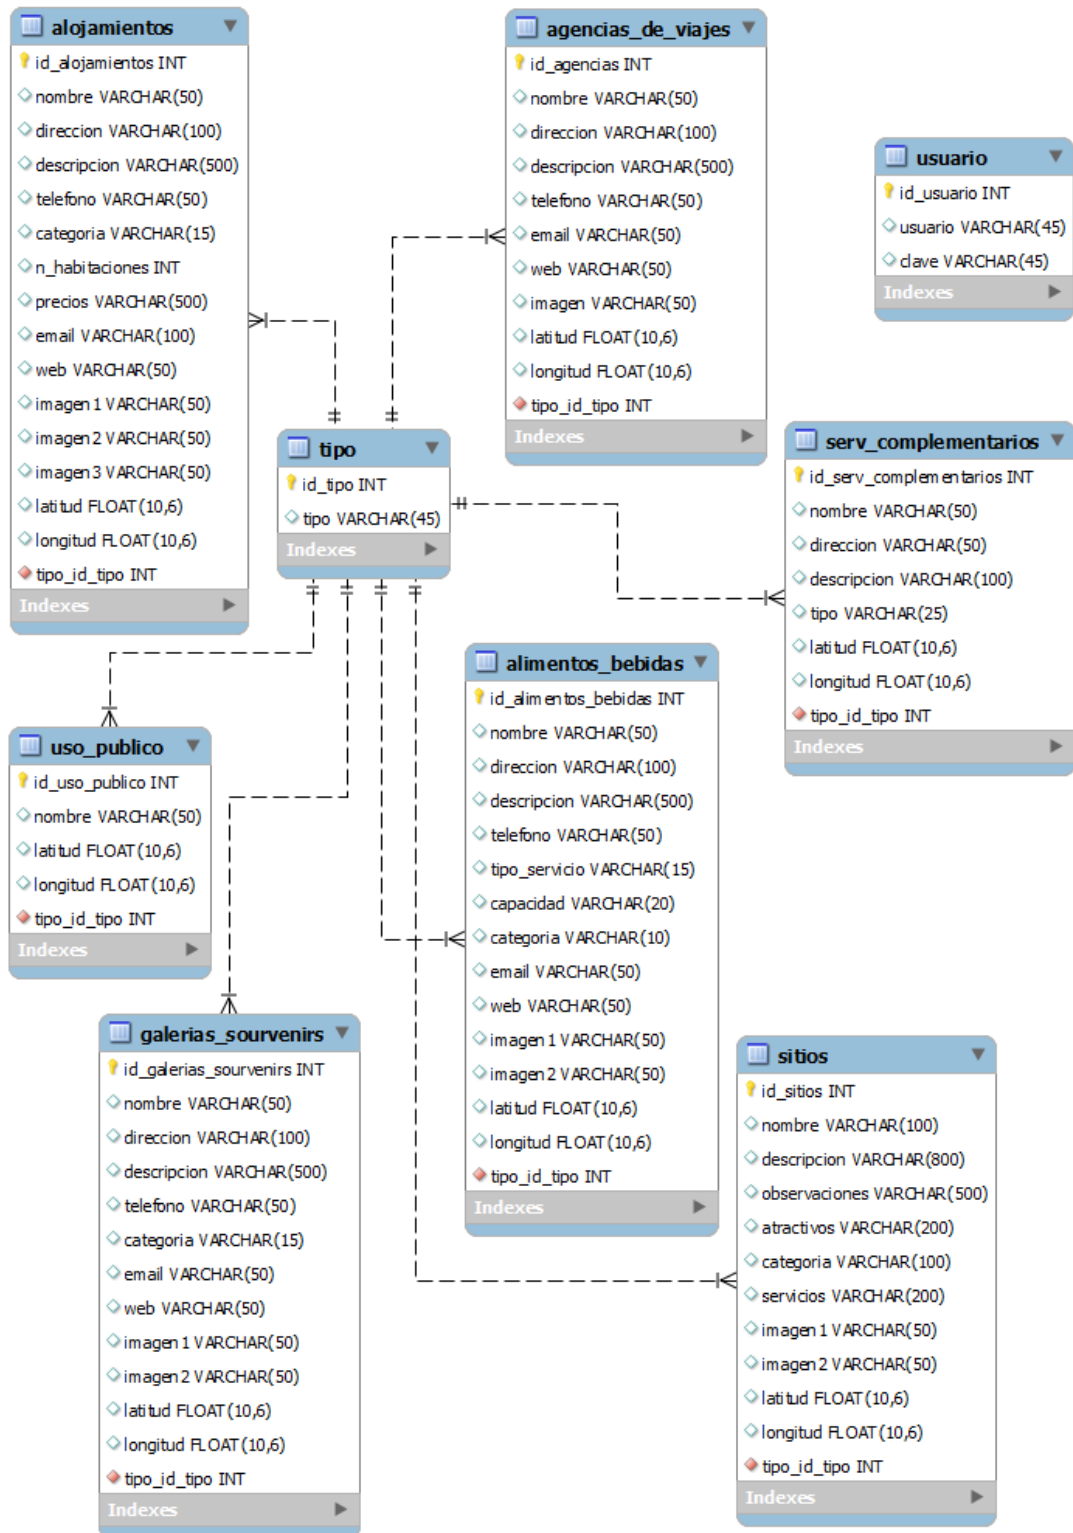 alojamientos
id_alojamientos INT
nombre VARCHAR(50)
direccion VARCHAR(100)
descripcion VARCHAR(500)
telefono VARCHAR(50)
categoria VARCHAR(15)
n_habitaciones INT
precios VARCHAR(500)
email VARCHAR(100)
web VARCHAR(50)
imagen1 VARCHAR(50)
imagen2 VARCHAR(50)
imagen3 VARCHAR(50)
latitud FLOAT(10,6)
longitud FLOAT(10,6)
tipo_id_tipo INT
Indexes
agencias_de_viajes
id_agencias INT
nombre VARCHAR(50)
direccion VARCHAR(100)
descripcion VARCHAR(500)
telefono VARCHAR(50)
email VARCHAR(50)
web VARCHAR(50)
imagen VARCHAR(50)
latitud FLOAT(10,6)
longitud FLOAT(10,6)
tipo_id_tipo INT
Indexes
usuario
id_usuario INT
usuario VARCHAR(45)
clave VARCHAR(45)
Indexes
tipo
id_tipo INT
tipo VARCHAR(45)
Indexes
serv_complementarios
id_serv_complementarios INT
nombre VARCHAR(50)
direccion VARCHAR(50)
descripcion VARCHAR(100)
tipo VARCHAR(25)
latitud FLOAT(10,6)
longitud FLOAT(10,6)
tipo_id_tipo INT
Indexes
uso_publico
id_uso_publico INT
nombre VARCHAR(50)
latitud FLOAT(10,6)
longitud FLOAT(10,6)
tipo_id_tipo INT
Indexes
alimentos_bebidas
id_alimentos_bebidas INT
nombre VARCHAR(50)
direccion VARCHAR(100)
descripcion VARCHAR(500)
telefono VARCHAR(50)
tipo_servicio VARCHAR(15)
capacidad VARCHAR(20)
categoria VARCHAR(10)
email VARCHAR(50)
web VARCHAR(50)
imagen1 VARCHAR(50)
imagen2 VARCHAR(50)
latitud FLOAT(10,6)
longitud FLOAT(10,6)
tipo_id_tipo INT
Indexes
galerias_sourvenirs
id_galerias_sourvenirs INT
nombre VARCHAR(50)
direccion VARCHAR(100)
descripcion VARCHAR(500)
telefono VARCHAR(50)
categoria VARCHAR(15)
email VARCHAR(50)
web VARCHAR(50)
imagen1 VARCHAR(50)
imagen2 VARCHAR(50)
latitud FLOAT(10,6)
longitud FLOAT(10,6)
tipo_id_tipo INT
Indexes
sitios
id_sitios INT
nombre VARCHAR(100)
descripcion VARCHAR(800)
observaciones VARCHAR(500)
atractivos VARCHAR(200)
categoria VARCHAR(100)
servicios VARCHAR(200)
imagen1 VARCHAR(50)
imagen2 VARCHAR(50)
latitud FLOAT(10,6)
longitud FLOAT(10,6)
tipo_id_tipo INT
Indexes